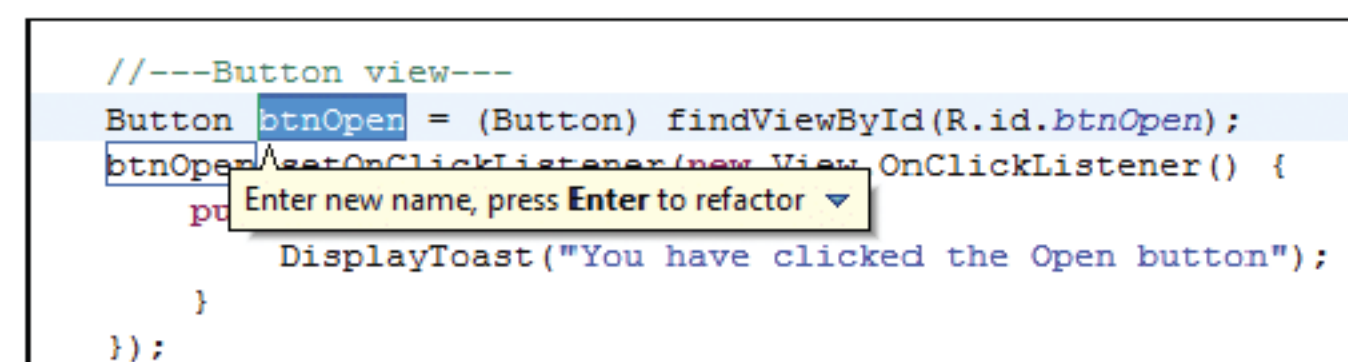 //---Button view---
Button btnOpen = (Button) findViewById(R.id.btnOpen);
btnOpen.setOnClickListener(new View.OnClickListener() {
pu
Enter new name, press Enter to refactor
DisplayToast("You have clicked the Open button");
}
});